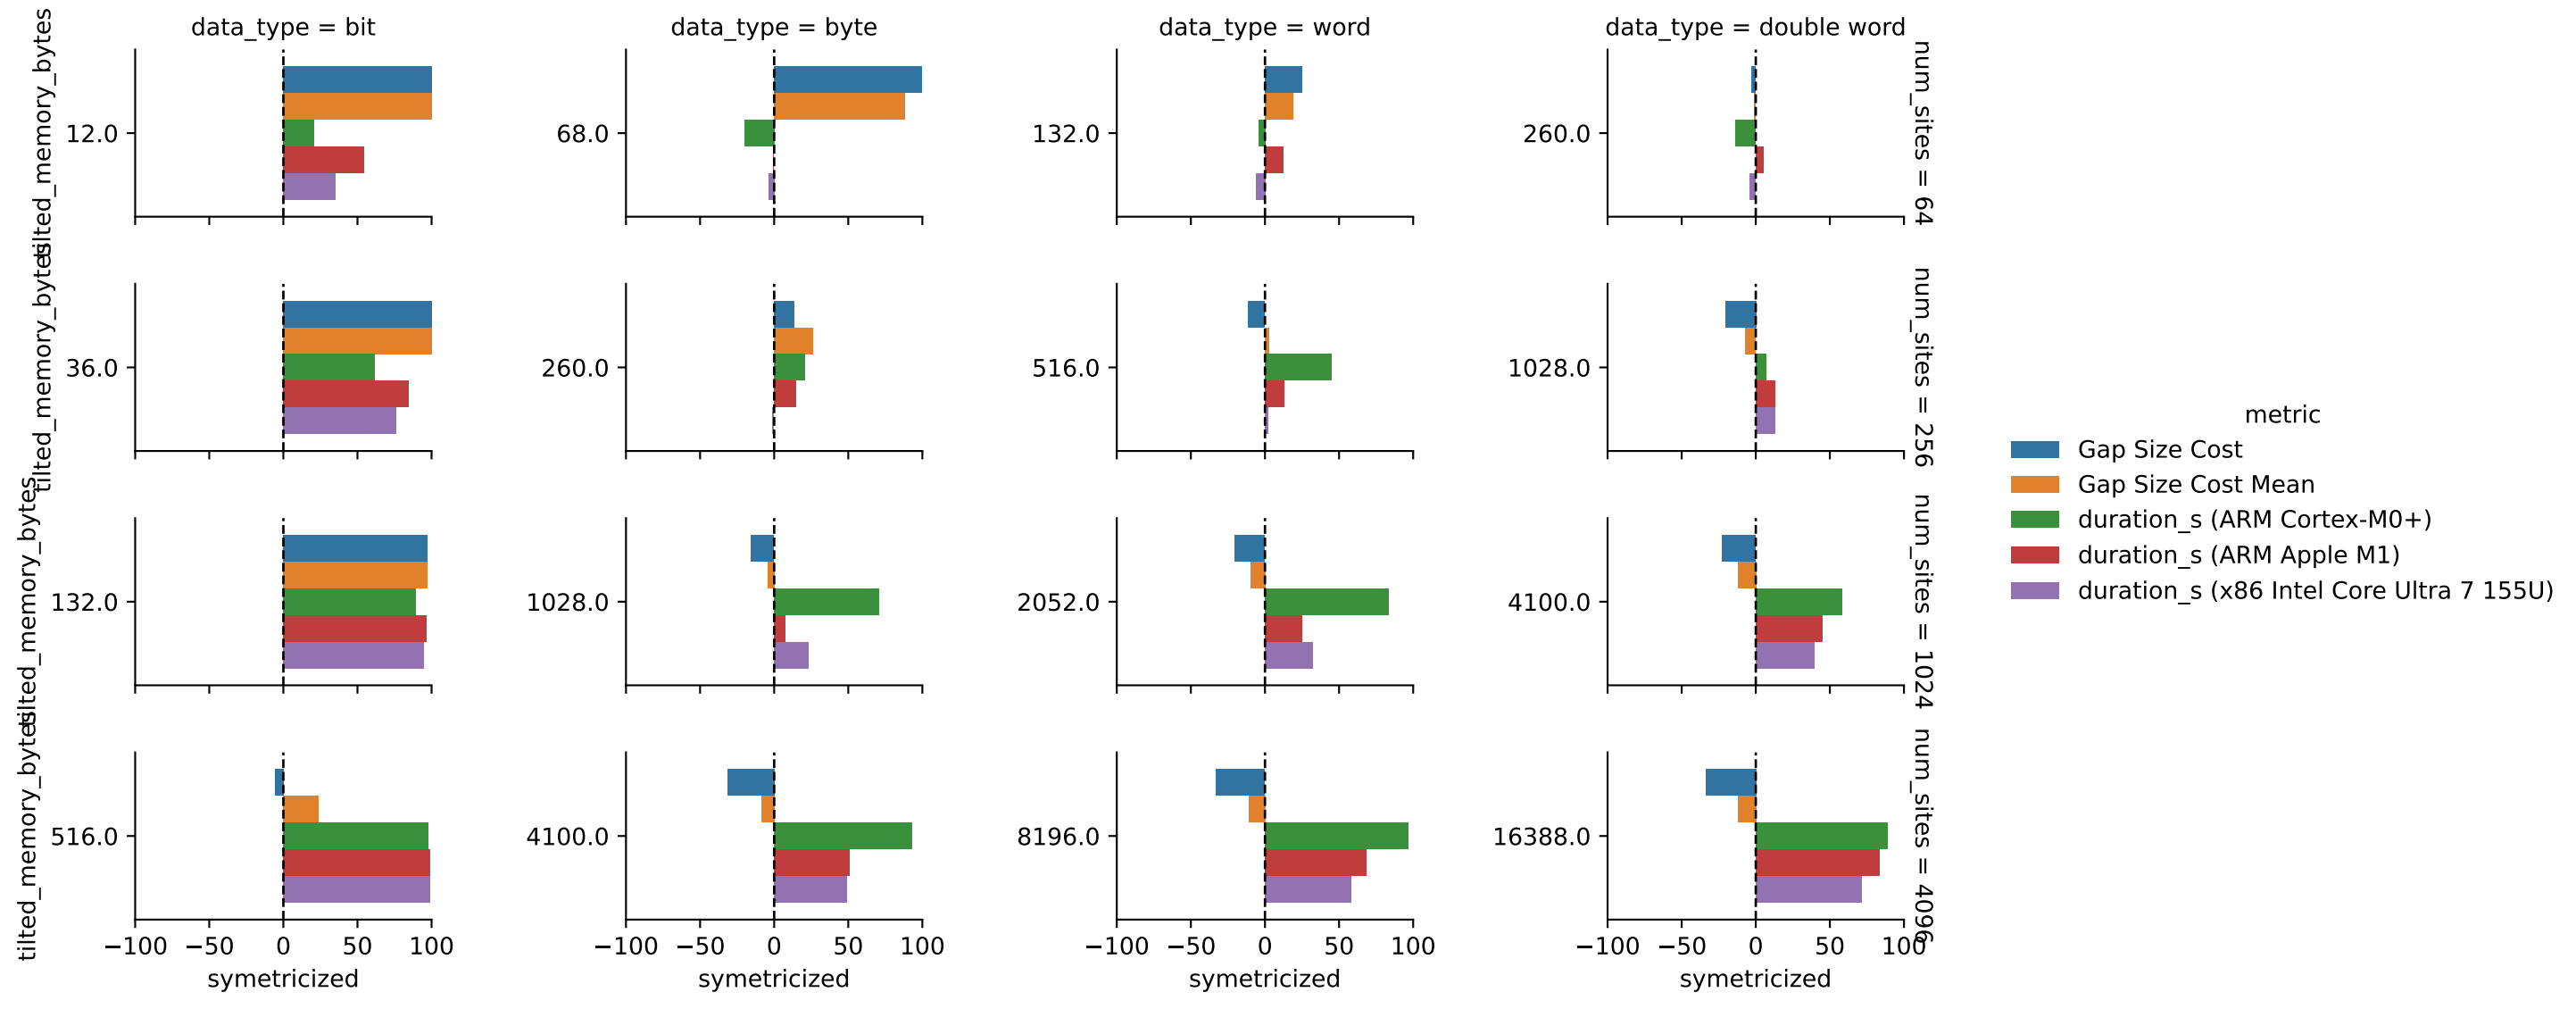 data_type = bit
data_type = byte
data_type = word
data_type = double word
tilted_memory_bytes
12.0
68.0
132.0
260.0
num_sites = 64
tilted_memory_bytes
36.0
260.0
516.0
1028.0
num_sites = 256
tilted_memory_bytes
132.0
1028.0
2052.0
4100.0
num_sites = 1024
tilted_memory_bytes
516.0
4100.0
8196.0
16388.0
num_sites = 4096
−100 −50 0 50 100
−100 −50 0 50 100
−100 −50 0 50 100
−100 −50 0 50 100
symetricized
symetricized
symetricized
symetricized
metric
Gap Size Cost
Gap Size Cost Mean
duration_s (ARM Cortex-M0+)
duration_s (ARM Apple M1)
duration_s (x86 Intel Core Ultra 7 155U)